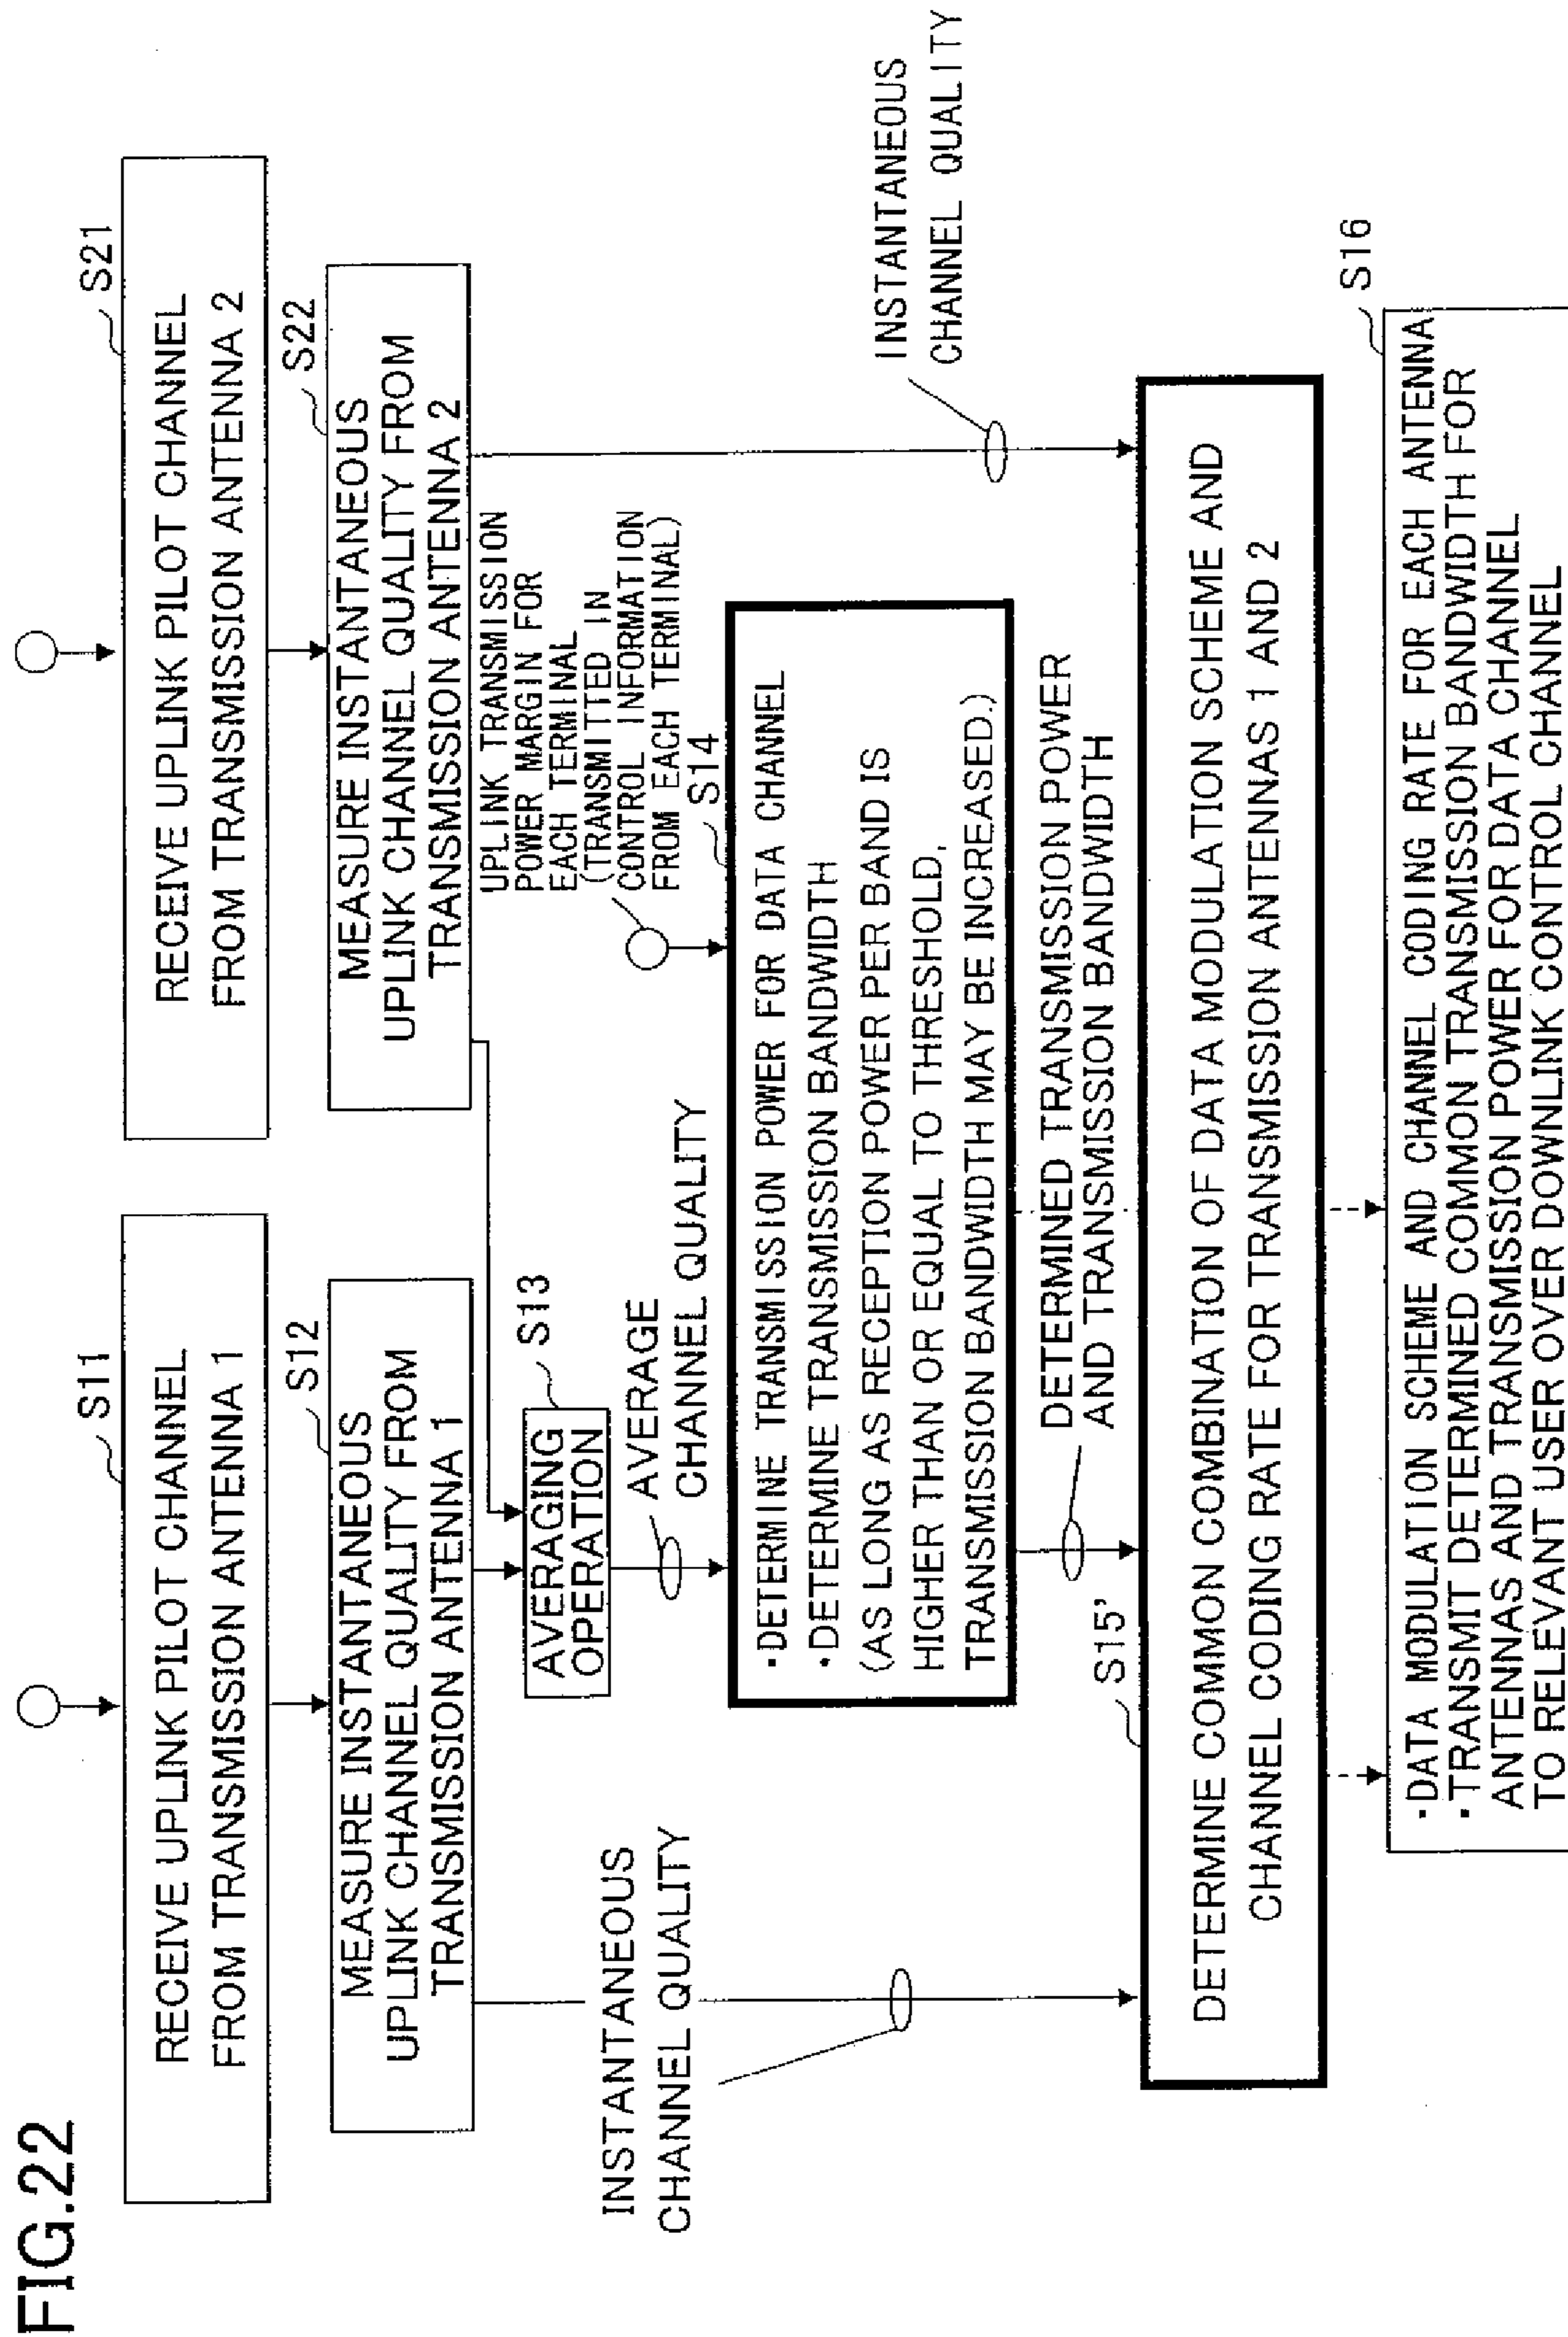 FIG.22
S11
RECEIVE UPLINK PILOT CHANNEL
FROM TRANSMISSION ANTENNA 1
S21
RECEIVE UPLINK PILOT CHANNEL
FROM TRANSMISSION ANTENNA 2
S12
MEASURE INSTANTANEOUS
UPLINK CHANNEL QUALITY FROM
TRANSMISSION ANTENNA 1
S22
MEASURE INSTANTANEOUS
UPLINK CHANNEL QUALITY FROM
TRANSMISSION ANTENNA 2
S13
AVERAGING
OPERATION
UPLINK TRANSMISSION
POWER MARGIN FOR
EACH TERMINAL
(TRANSMITTED IN
CONTROL INFORMATION
FROM EACH TERMINAL)
INSTANTANEOUS
CHANNEL QUALITY
AVERAGE
CHANNEL QUALITY
S14
・DETERMINE TRANSMISSION POWER FOR DATA CHANNEL
・DETERMINE TRANSMISSION BANDWIDTH
(AS LONG AS RECEPTION POWER PER BAND IS
HIGHER THAN OR EQUAL TO THRESHOLD,
TRANSMISSION BANDWIDTH MAY BE INCREASED.)
INSTANTANEOUS
CHANNEL QUALITY
DETERMINED TRANSMISSION POWER
AND TRANSMISSION BANDWIDTH
S15'
DETERMINE COMMON COMBINATION OF DATA MODULATION SCHEME AND
CHANNEL CODING RATE FOR TRANSMISSION ANTENNAS 1 AND 2
S16
・DATA MODULATION SCHEME AND CHANNEL CODING RATE FOR EACH ANTENNA
・TRANSMIT DETERMINED COMMON TRANSMISSION BANDWIDTH FOR
ANTENNAS AND TRANSMISSION POWER FOR DATA CHANNEL
TO RELEVANT USER OVER DOWNLINK CONTROL CHANNEL